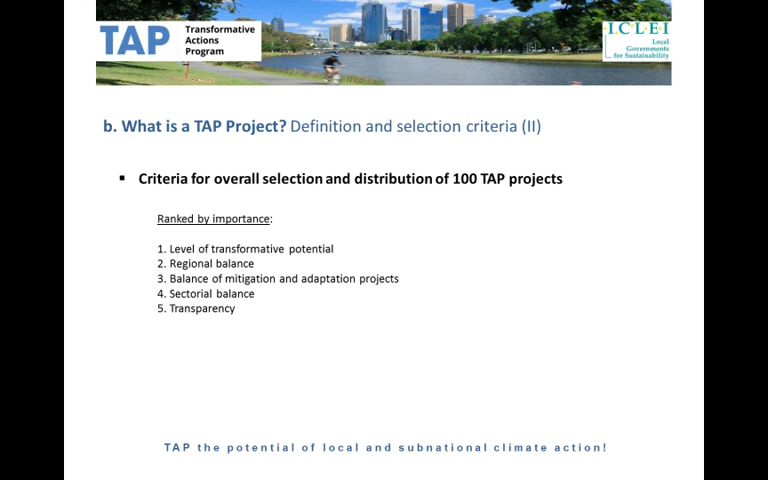 TAP Transformative
Actions
Program
I.C.L.E.I
Local
Governments
for Sustainability
b. What is a TAP Project? Definition and selection criteria (II)
▪ Criteria for overall selection and distribution of 100 TAP projects
Ranked by importance:
1. Level of transformative potential
2. Regional balance
3. Balance of mitigation and adaptation projects
4. Sectorial balance
5. Transparency
TAP the potential of local and subnational climate action!